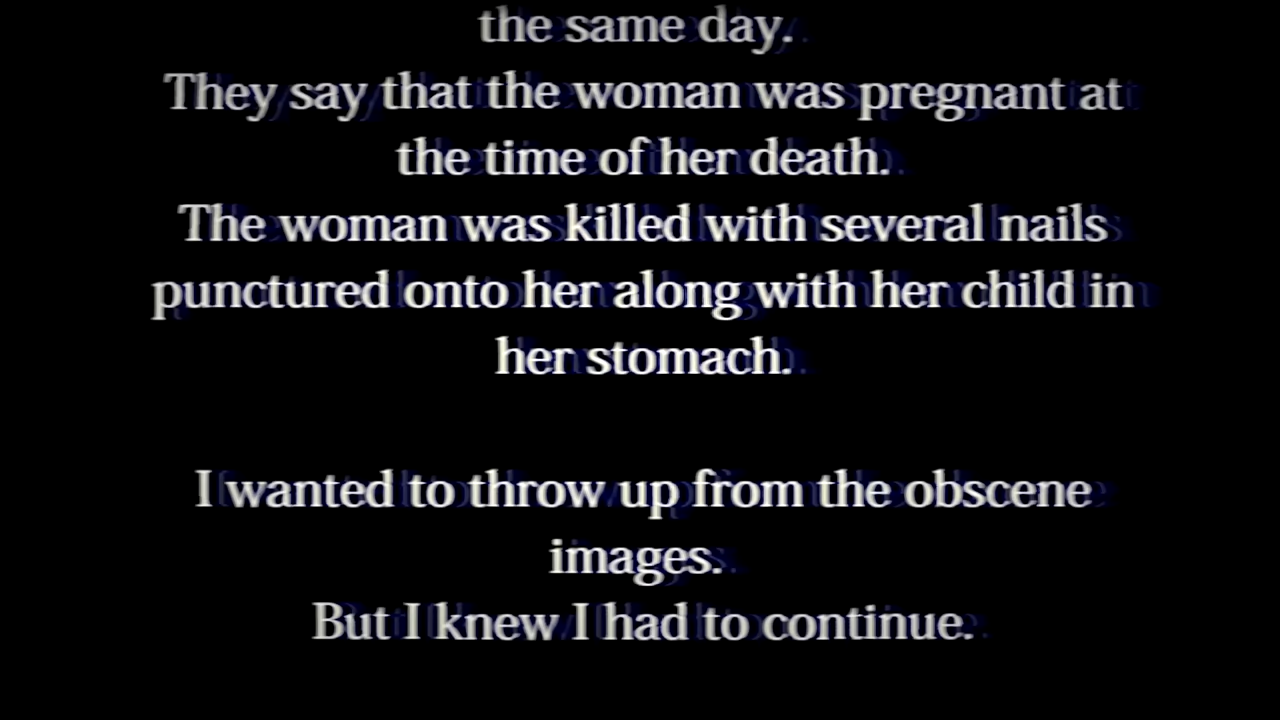 the same day.
They say that the woman was pregnant at
the time of her death.
The woman was killed with several nails
punctured onto her along with her child in
her stomach.
I wanted to throw up from the obscene
images.
But I knew I had to continue.